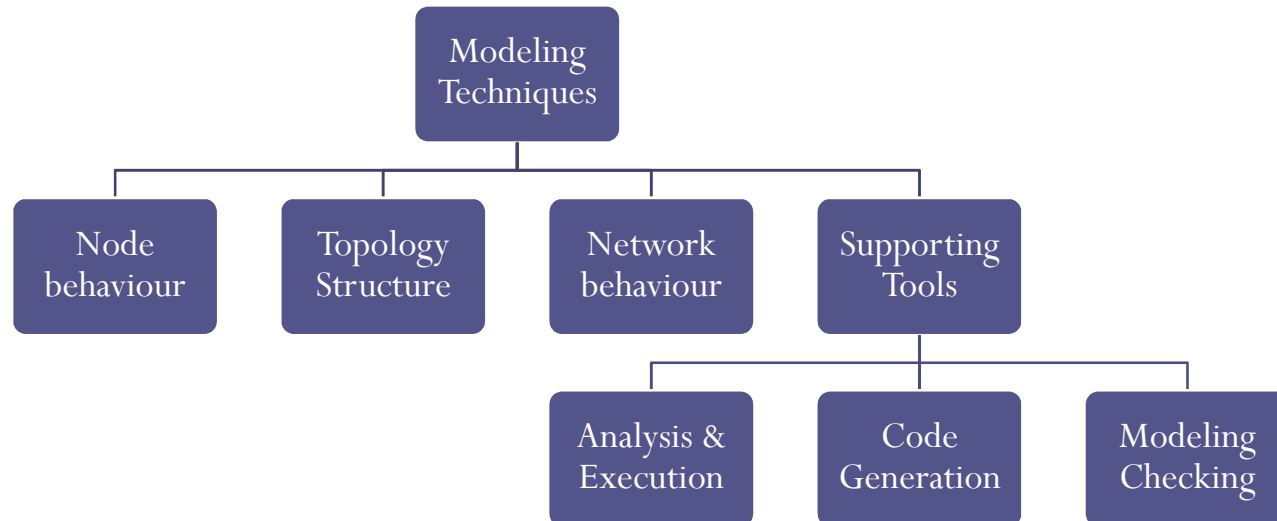 Modeling
Techniques
Node
behaviour
Topology
Structure
Network
behaviour
Supporting
Tools
Analysis &
Execution
Code
Generation
Modeling
Checking